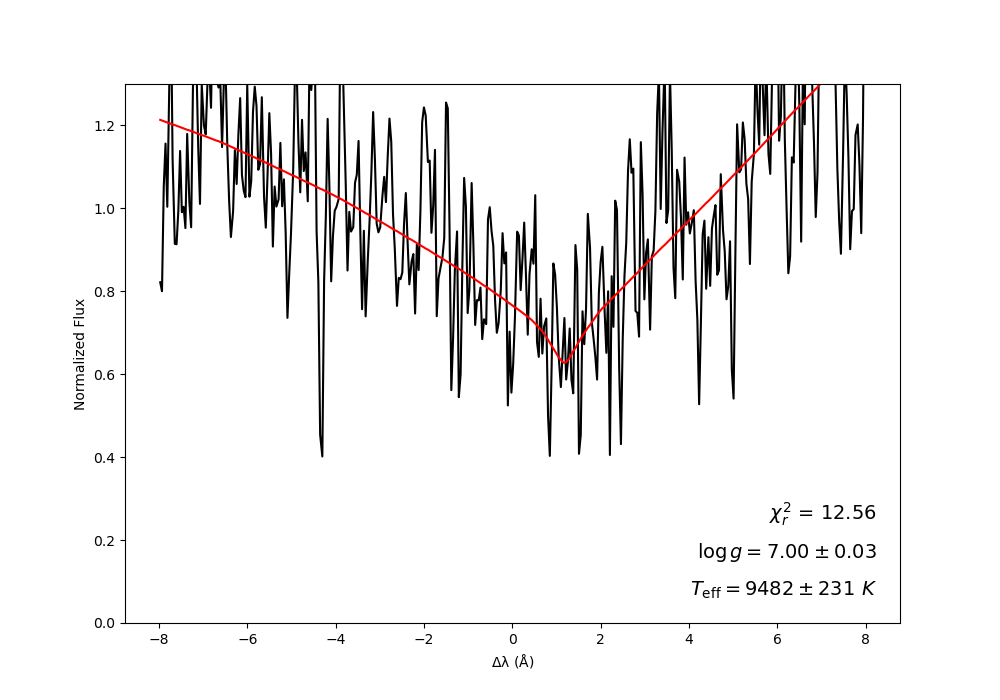 1.2
1.0
0.8
0.6
0.4
0.2
0.0
Normalized Flux
χ²ᵣ = 12.56
log g = 7.00 ± 0.03
T_eff = 9482 ± 231 K
−8 −6 −4 −2 0 2 4 6 8
Δλ (Å)